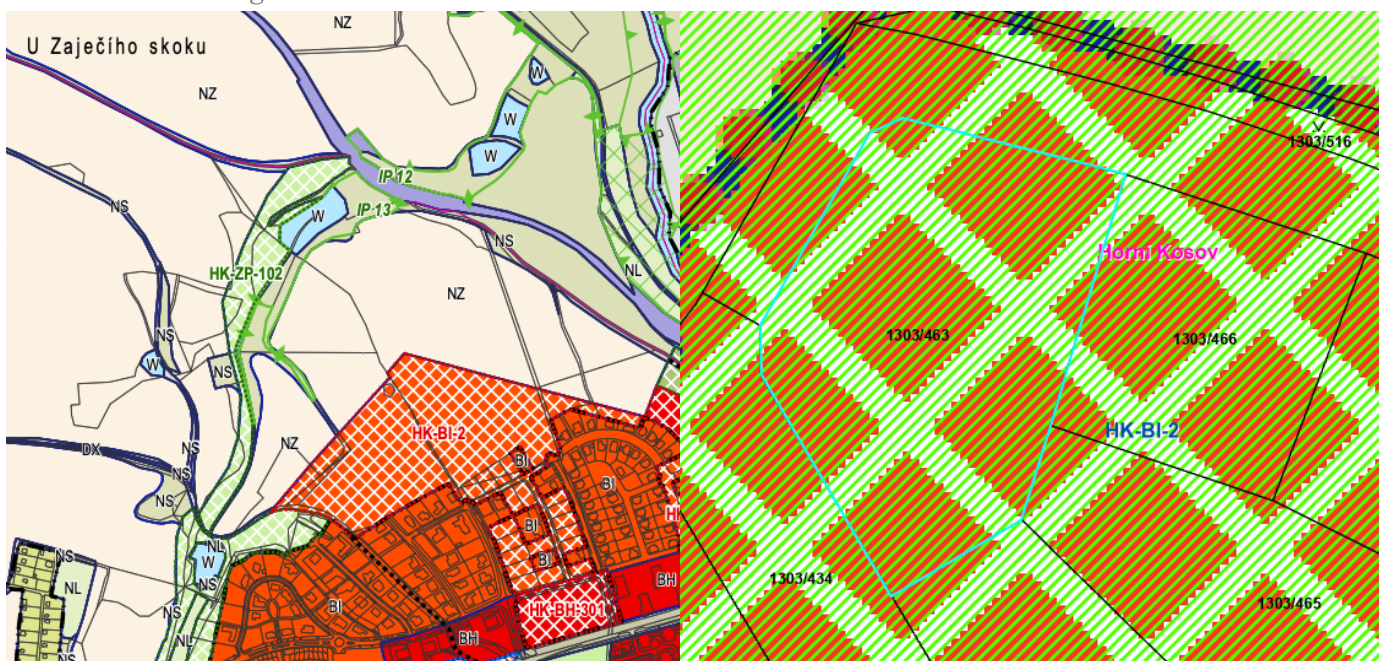 U Zaječího skoku
NZ
NZ
W
W
W
IP 12
IP 13
W
NS
NS
HK-ZP-102
NL
NZ
NS
W
NS
HK-BI-2
DX
NS
NZ
NS
NS
BI
BI
BI
BI
NL
W
NS
NS
NL
NS
NL
NS
BI
BH
HK-BH-301
BH
1303/516
Horní Kosov
1303/463
1303/466
HK-BI-2
1303/434
1303/465